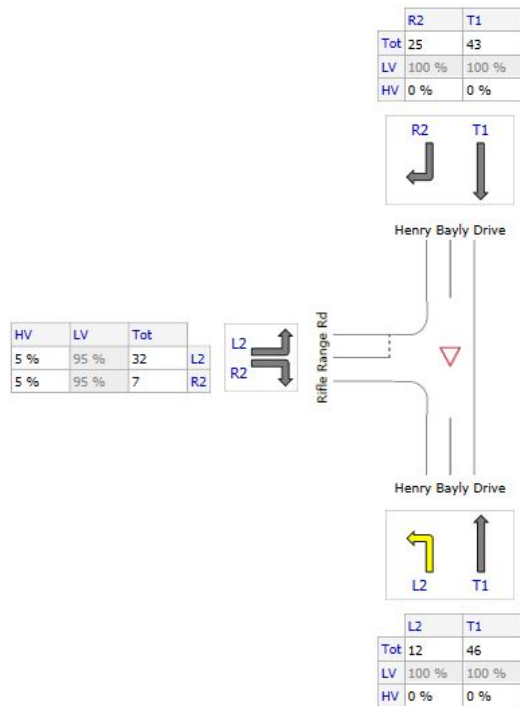 R2 T1
Tot 25 43
LV 100 % 100 %
HV 0 % 0 %
R2 T1
Henry Bayly Drive
HV LV Tot
5 % 95 % 32 L2
5 % 95 % 7 R2
L2
R2
Rifle Range Rd
Henry Bayly Drive
L2 T1
L2 T1
Tot 12 46
LV 100 % 100 %
HV 0 % 0 %